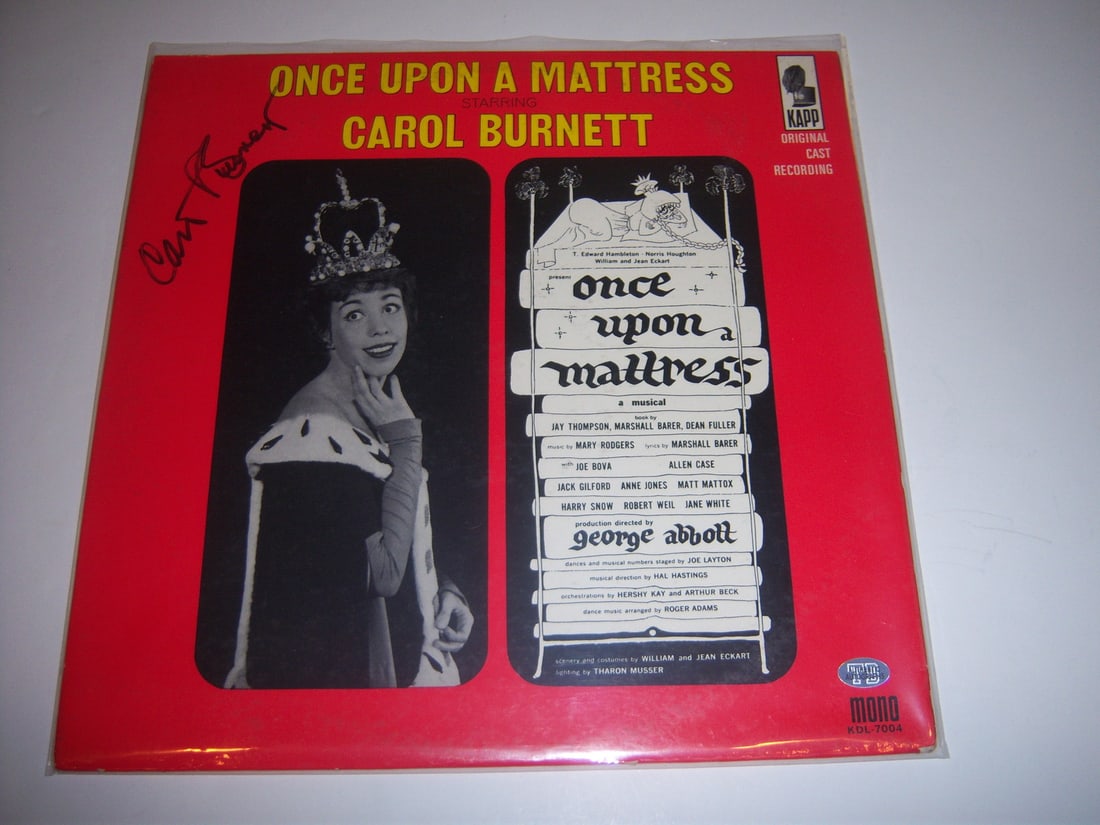 ONCE UPON A MATTRESS
STARRING
CAROL BURNETT
KAPP
ORIGINAL
CAST
RECORDING
Carol Burnett
T. Edward Hambleton · Norris Houghton
William and Jean Eckart
present
once
upon a
mattress
a musical
book by
JAY THOMPSON, MARSHALL BARER, DEAN FULLER
music by MARY RODGERS lyrics by MARSHALL BARER
with JOE BOVA ALLEN CASE
JACK GILFORD ANNE JONES MATT MATTOX
HARRY SNOW ROBERT WEIL JANE WHITE
production directed by
george abbott
dances and musical numbers staged by JOE LAYTON
musical direction by HAL HASTINGS
orchestrations by HERSHY KAY and ARTHUR BECK
dance music arranged by ROGER ADAMS
scenery and costumes by WILLIAM and JEAN ECKART
lighting by THARON MUSSER
mono
KDL-7004